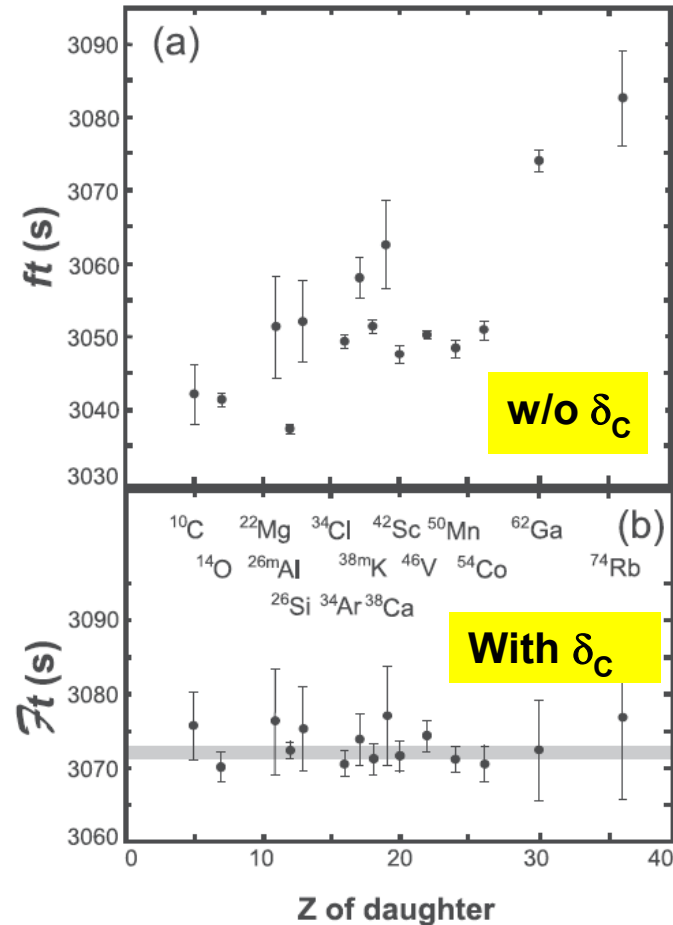 (a)
3090
3080
3070
3060
3050
3040
3030
ft (s)
w/o δC
(b)
10C 22Mg 34Cl 42Sc 50Mn 62Ga
14O 26mAl 38mK 46V 54Co 74Rb
26Si 34Ar 38Ca
With δC
3090
3080
3070
3060
ℱt (s)
0 10 20 30 40
Z of daughter